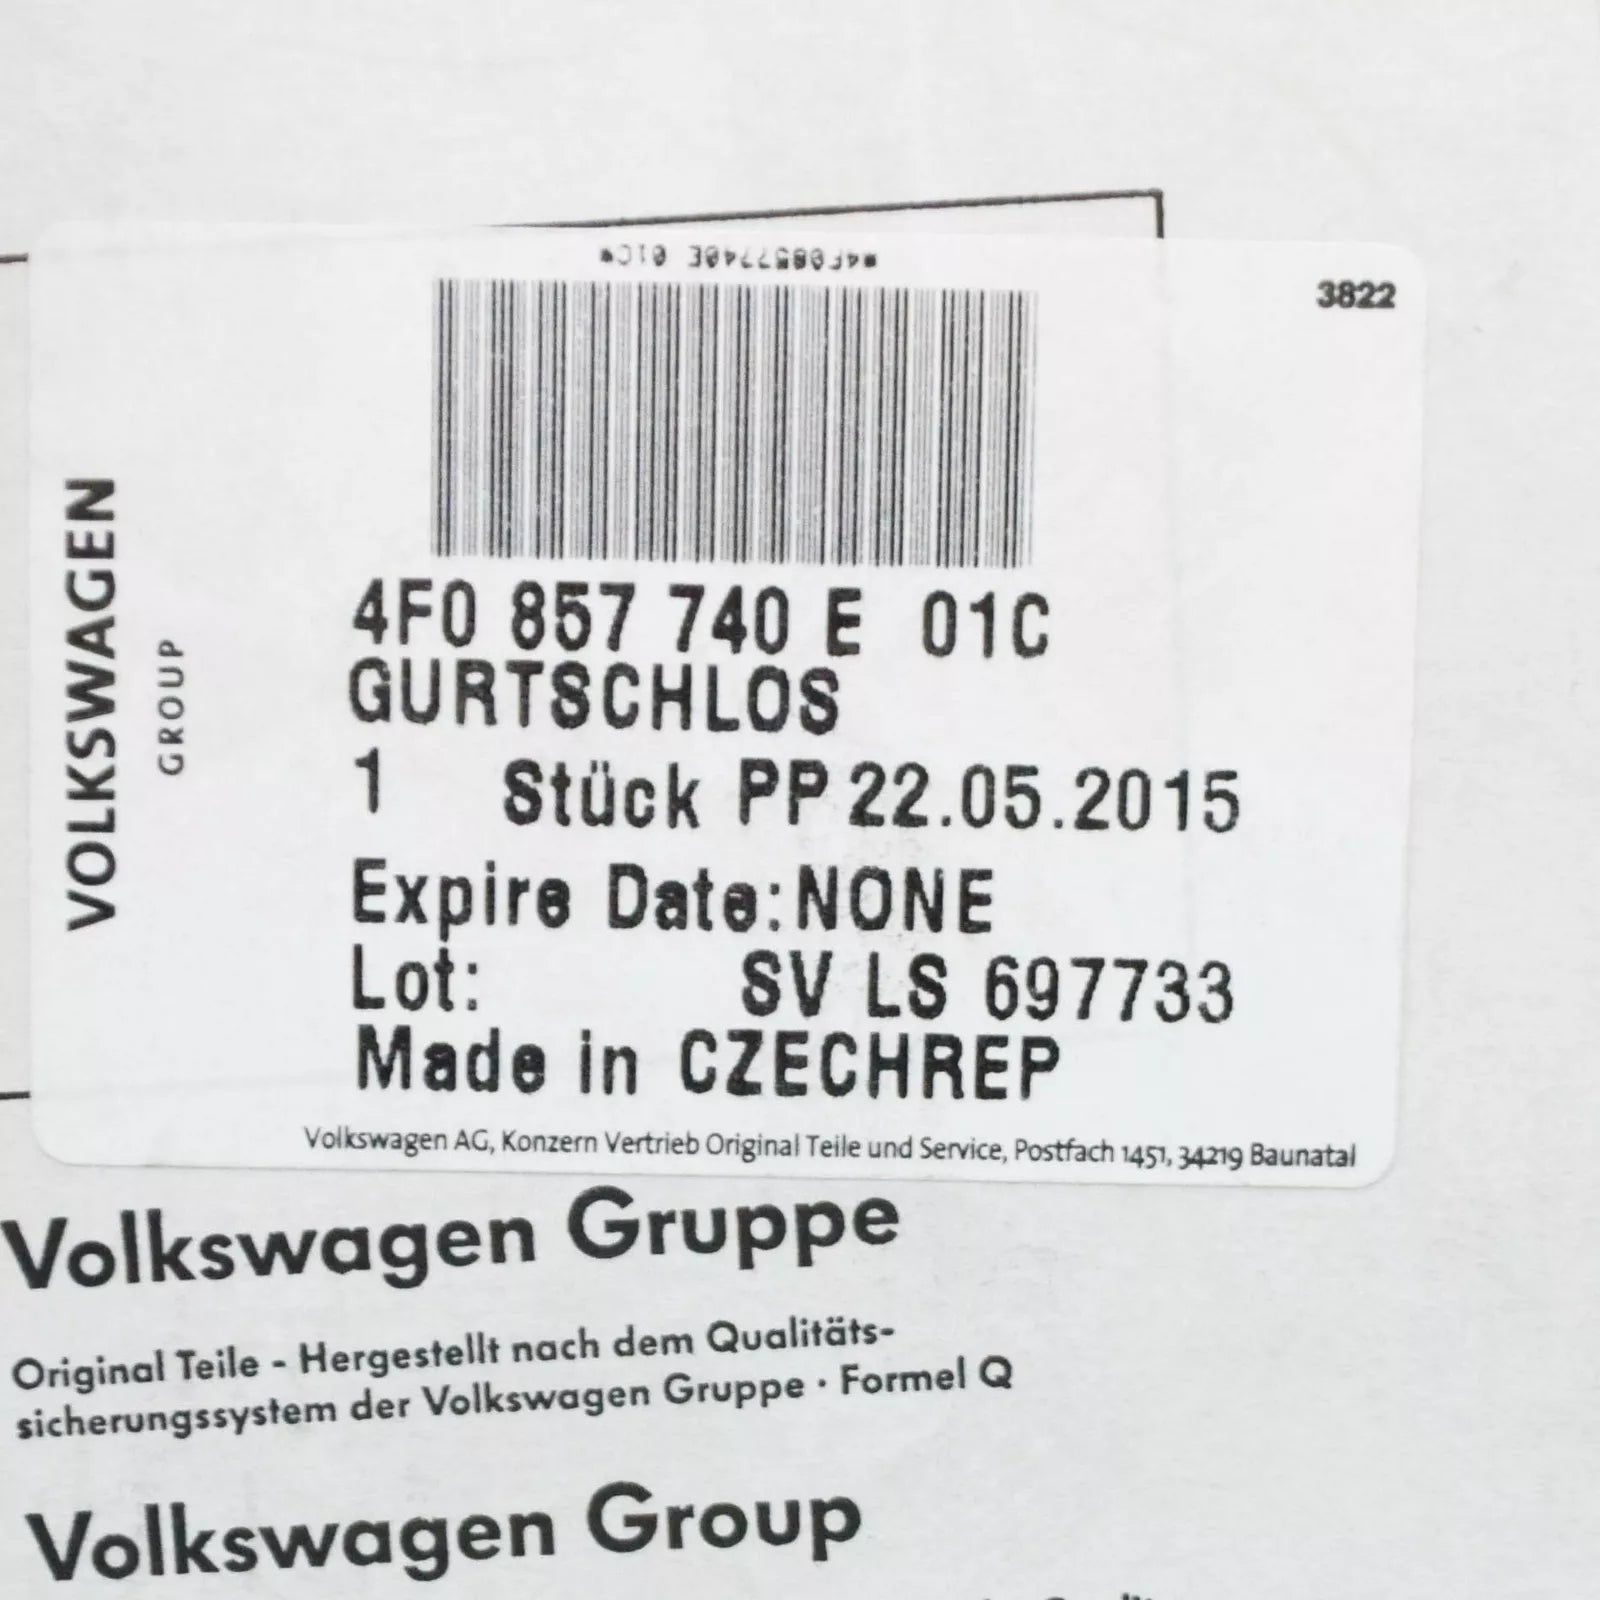 *4F0857740E 01C*
3822
VOLKSWAGEN
GROUP
4F0 857 740 E 01C
GURTSCHLOS
1 Stück PP 22.05.2015
Expire Date:NONE
Lot: SV LS 697733
Made in CZECHREP
Volkswagen AG, Konzern Vertrieb Original Teile und Service, Postfach 1451, 34219 Baunatal
Volkswagen Gruppe
Original Teile - Hergestellt nach dem Qualitäts-
sicherungssystem der Volkswagen Gruppe · Formel Q
Volkswagen Group